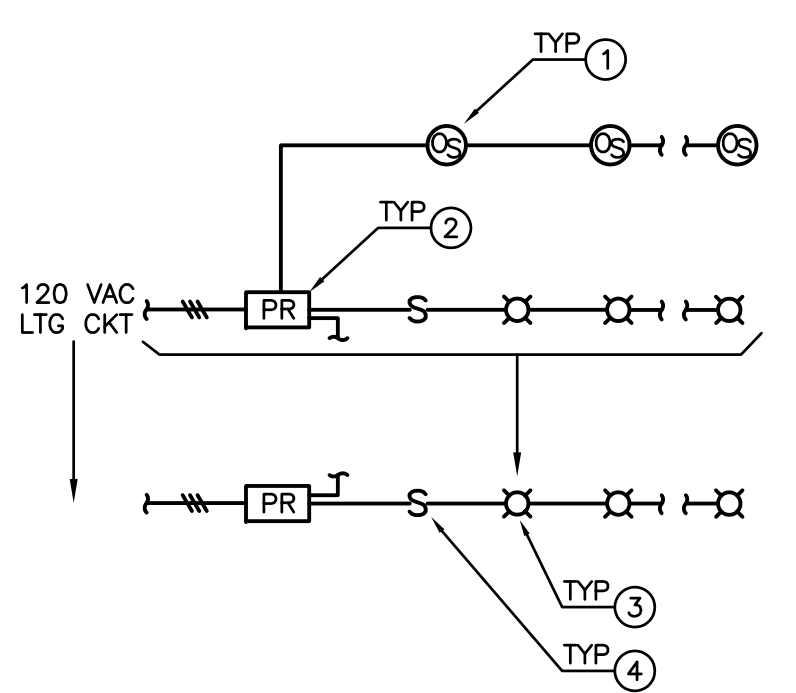 TYP 1
OS OS OS
TYP 2
120 VAC
LTG CKT
PR S
PR S
TYP 3
TYP 4